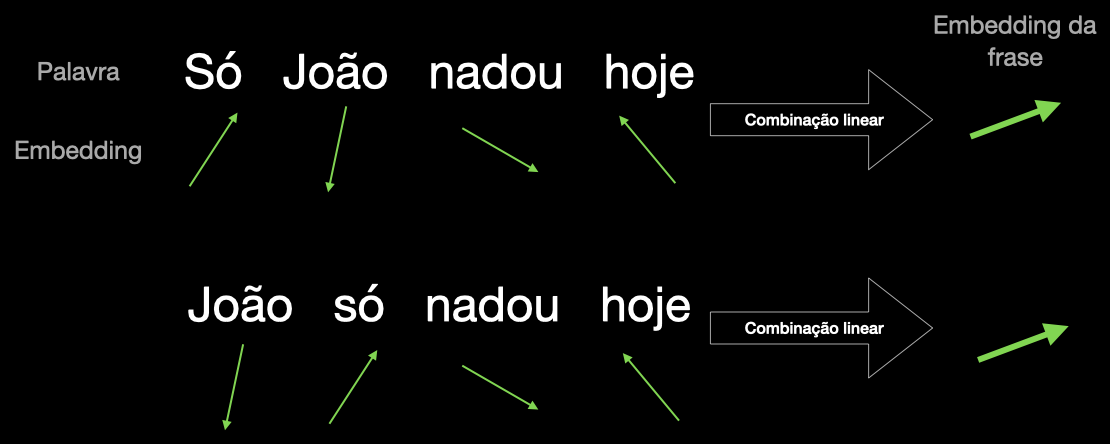 Embedding da
frase
Palavra Só João nadou hoje
Combinação linear
Embedding
João só nadou hoje
Combinação linear